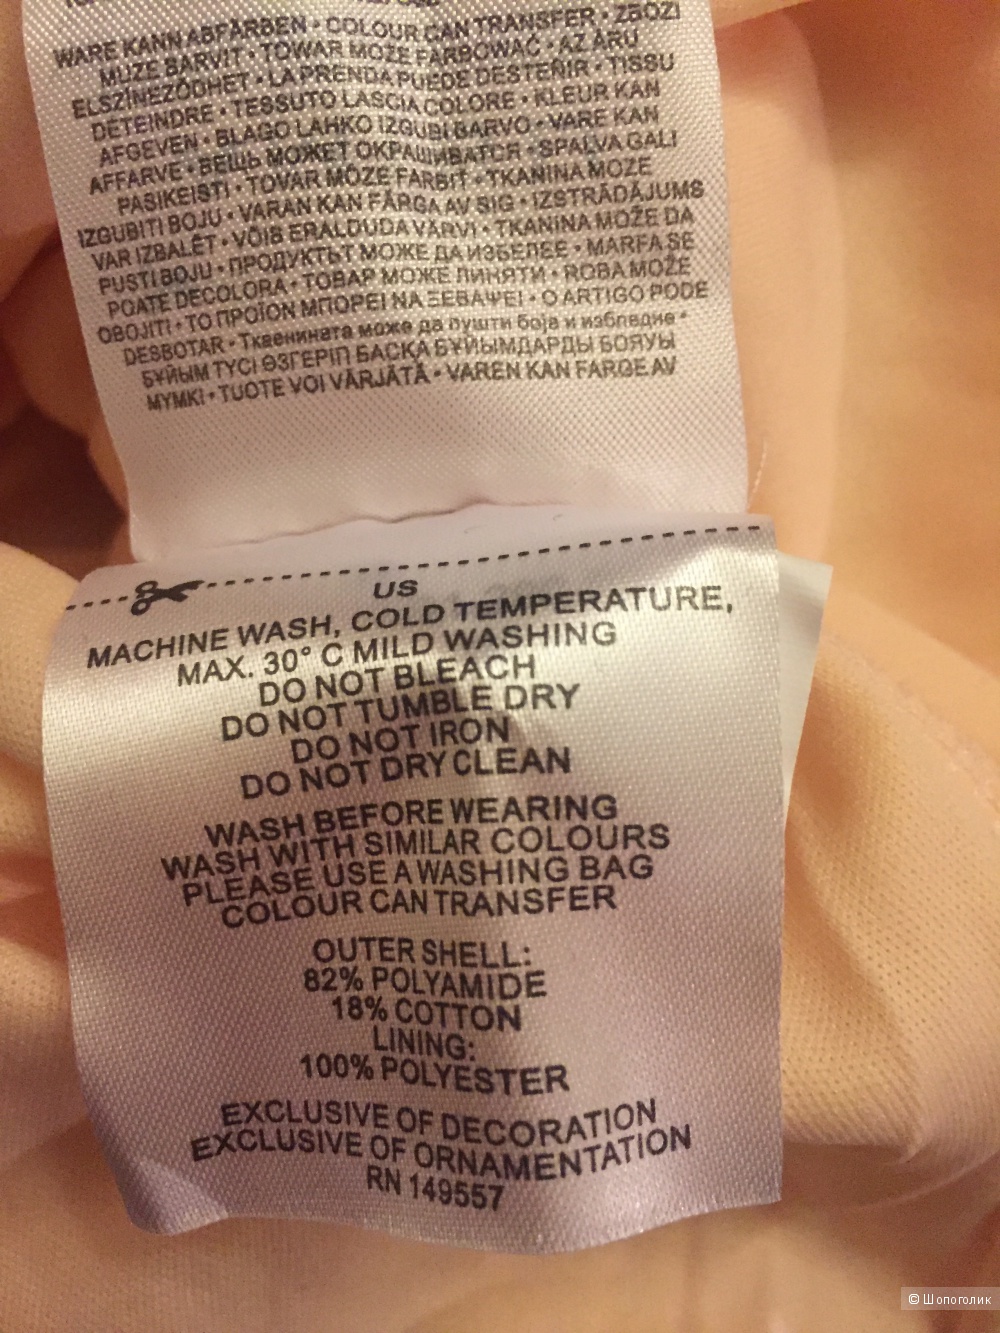 WARE KANN ABFÄRBEN • COLOUR CAN TRANSFER • ZBOZI
MUZE BARVIT • TOWAR MOŻE FARBOWAĆ • AZ ÁRU
ELSZÍNEZŐDHET • LA PRENDA PUEDE DESTEÑIR • TISSU
DÉTEINDRE • TESSUTO LASCIA COLORE • KLEUR KAN
AFGEVEN • BLAGO LAHKO IZGUBI BARVO • VARE KAN
AFFARVE • ВЕЩЬ МОЖЕТ ОКРАШИВАТСЯ • SPALVA GALI
PASIKEISTI • TOVAR MÔZE FARBIŤ • TKANINA MOZE
IZGUBITI BOJU • VARAN KAN FÄRGA AV SIG • IZSTRĀDĀJUMS
VAR IZBALĒT • VÕIB ERALDUDA VÄRVI • TKANINA MOŽE DA
PUSTI BOJU • ПРОДУКТЪТ МОЖЕ ДА ИЗБЕЛЕЕ • MARFA SE
POATE DECOLORA • ТОВАР МОЖЕ ЛИНЯТИ • ROBA MOŽE
OBOJITI • ΤΟ ΠΡΟΪΟΝ ΜΠΟΡΕΙ ΝΑ ΞΕΒΑΨΕΙ • O ARTIGO PODE
DESBOTAR • Ткаенината може да пушти боја и избледне •
БҰЙЫМ ТҮСІ ӨЗГЕРІП БАСҚА БҰЙЫМДАРДЫ БОЯУЫ
МҮМКІ • TUOTE VOI VÄRJÄTÄ • VAREN KAN FARGE AV
US
MACHINE WASH, COLD TEMPERATURE,
MAX. 30° C MILD WASHING
DO NOT BLEACH
DO NOT TUMBLE DRY
DO NOT IRON
DO NOT DRY CLEAN
WASH BEFORE WEARING
WASH WITH SIMILAR COLOURS
PLEASE USE A WASHING BAG
COLOUR CAN TRANSFER
OUTER SHELL:
82% POLYAMIDE
18% COTTON
LINING:
100% POLYESTER
EXCLUSIVE OF DECORATION
EXCLUSIVE OF ORNAMENTATION
RN 149557
© Шопоголик